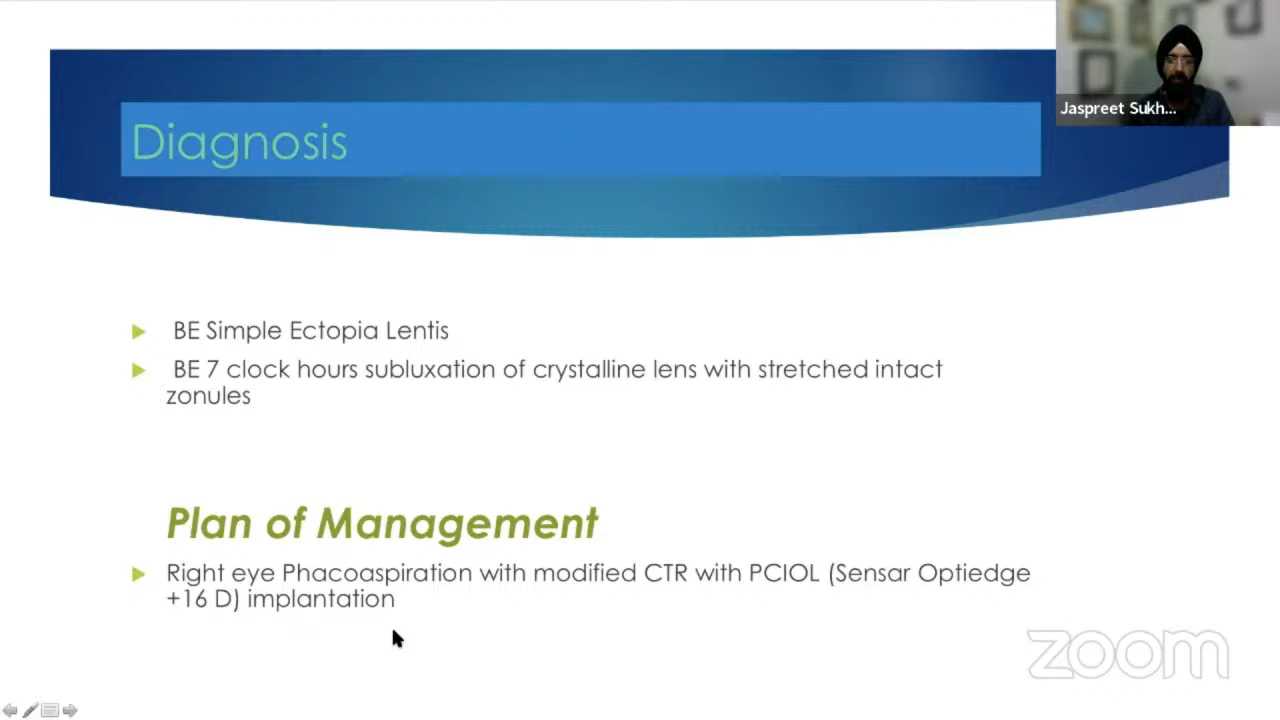 Jaspreet Sukh...
Diagnosis
BE Simple Ectopia Lentis
BE 7 clock hours subluxation of crystalline lens with stretched intact
zonules
Plan of Management
Right eye Phacoaspiration with modified CTR with PCIOL (Sensar Optiedge
+16 D) implantation
zoom